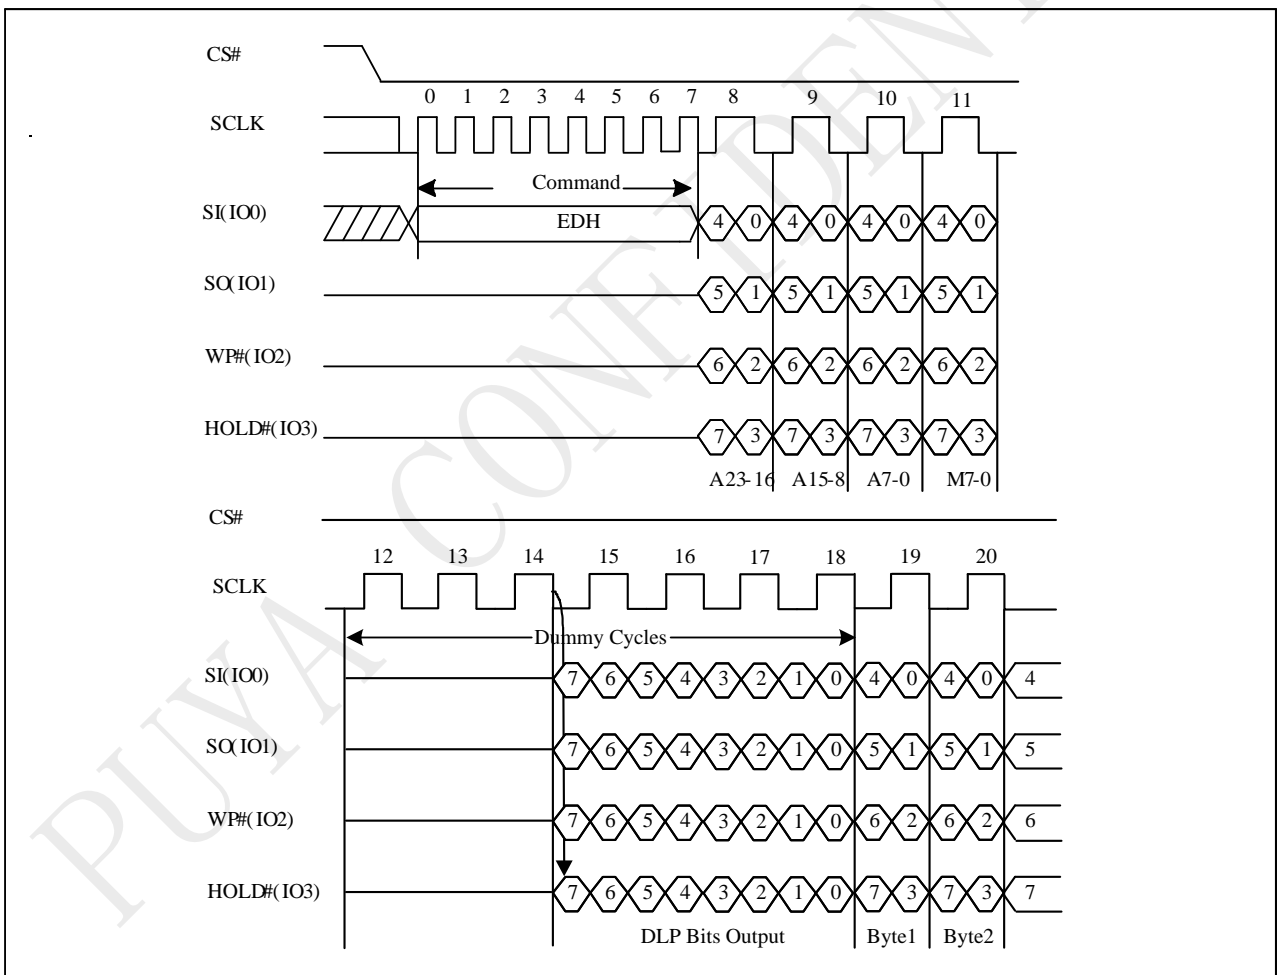 CS#
0 1 2 3 4 5 6 7 8 9 10 11
SCLK
Command
SI(IO0) EDH 4 0 4 0 4 0 4 0
SO(IO1) 5 1 5 1 5 1 5 1
WP#(IO2) 6 2 6 2 6 2 6 2
HOLD#(IO3) 7 3 7 3 7 3 7 3
A23-16 A15-8 A7-0 M7-0
CS#
12 13 14 15 16 17 18 19 20
SCLK
Dummy Cycles
SI(IO0) 7 6 5 4 3 2 1 0 4 0 4 0 4
SO(IO1) 7 6 5 4 3 2 1 0 5 1 5 1 5
WP#(IO2) 7 6 5 4 3 2 1 0 6 2 6 2 6
HOLD#(IO3) 7 6 5 4 3 2 1 0 7 3 7 3 7
DLP Bits Output Byte1 Byte2
PUYA CONFIDEN